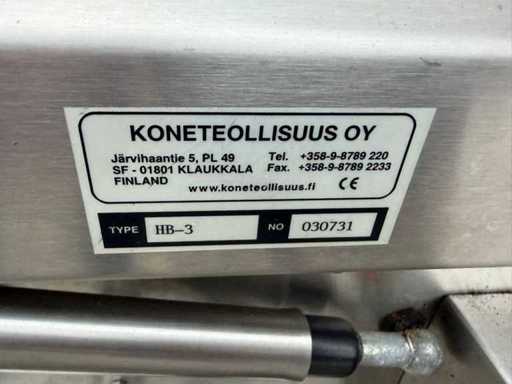 KONETEOLLISUUS OY
Järvihaantie 5, PL 49 Tel. +358-9-8789 220
SF - 01801 KLAUKKALA Fax. +358-9-8789 2233
FINLAND
www.koneteollisuus.fi CE
TYPE HB-3 NO 030731